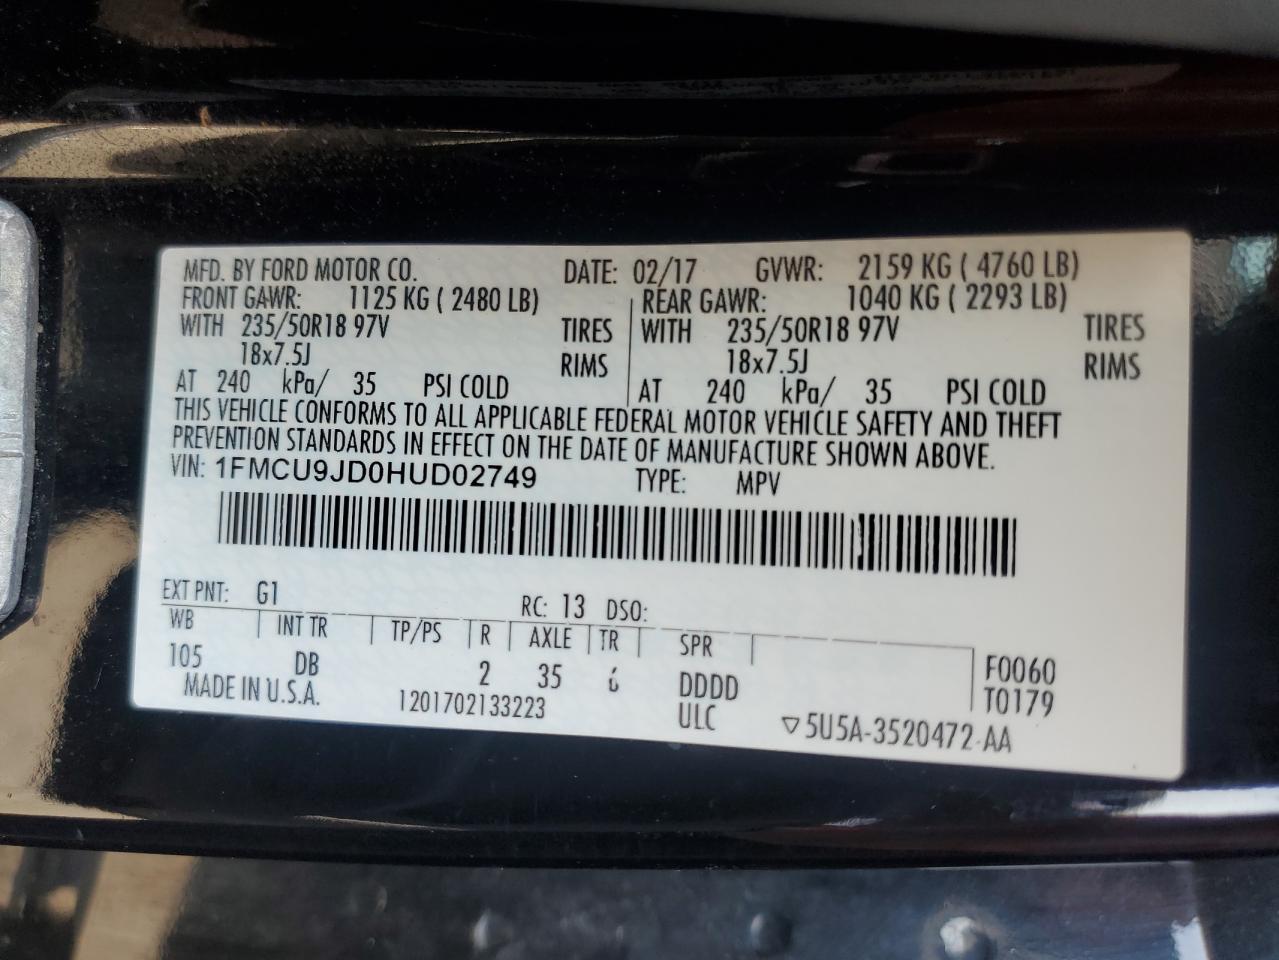 MFD. BY FORD MOTOR CO. DATE: 02/17 GVWR: 2159 KG ( 4760 LB)
FRONT GAWR: 1125 KG ( 2480 LB) REAR GAWR: 1040 KG ( 2293 LB)
WITH 235/50R18 97V TIRES WITH 235/50R18 97V TIRES
18x7.5J RIMS 18x7.5J RIMS
AT 240 kPa/ 35 PSI COLD AT 240 kPa/ 35 PSI COLD
THIS VEHICLE CONFORMS TO ALL APPLICABLE FEDERAL MOTOR VEHICLE SAFETY AND THEFT
PREVENTION STANDARDS IN EFFECT ON THE DATE OF MANUFACTURE SHOWN ABOVE.
VIN: 1FMCU9JD0HUD02749 TYPE: MPV
EXT PNT: G1 RC: 13 DSO:
WB INT TR TP/PS R AXLE TR SPR
105 DB 2 35 DDDD F0060
MADE IN U.S.A. 1201702133223 ULC T0179
▽5U5A-3520472-AA